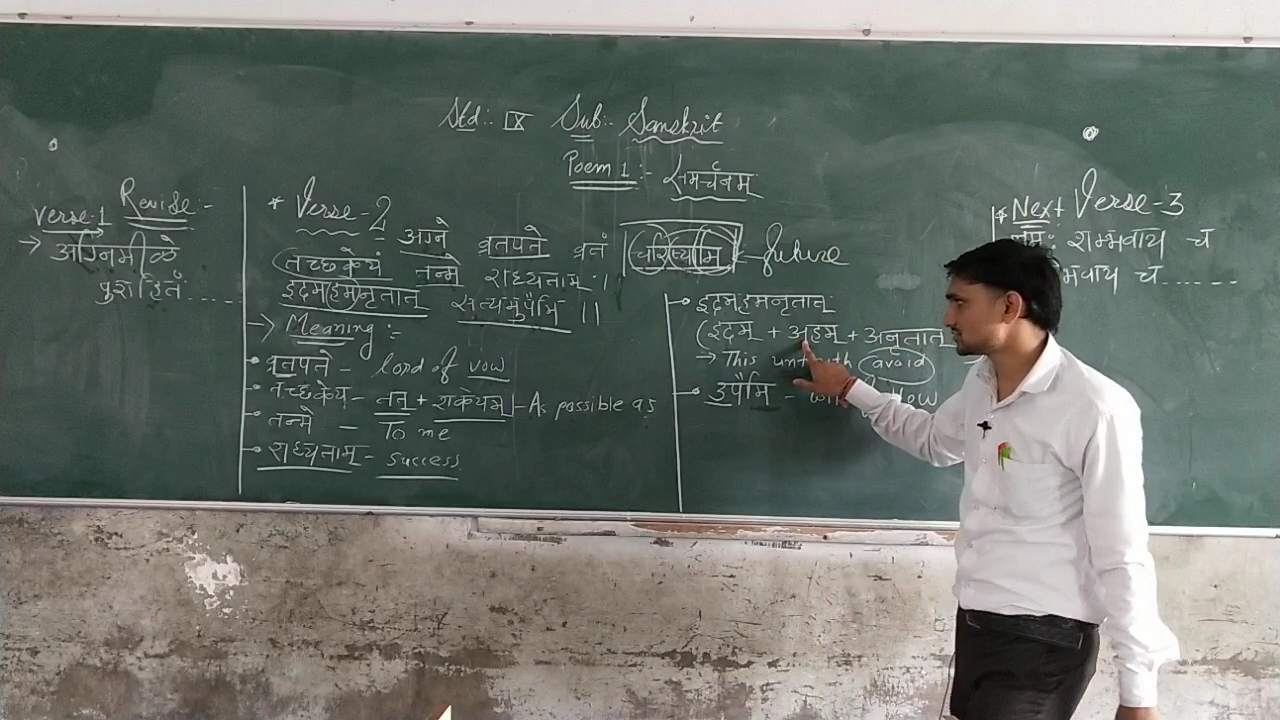 Std:- IX Sub:- Sanskrit
Poem 1:- समर्चनम्
Revise:-
Verse-1
→ अग्निमीळे
पुरोहितं.....
* Verse-2
अग्ने व्रतपते व्रतं चरिष्यामि - future
तच्छकेयं तन्मे राध्यताम् ।
इदमहमनृतात् सत्यमुपैमि ॥
→ Meaning:-
व्रतपते - lord of vow
तच्छकेय - तत् + शकेयम् - As possible as
तन्मे - To me
राध्यताम् - success
इदमहमनृतात्
(इदम् + अहम् + अनृतात्
→ This avoid
उपैमि -
* Next Verse-3
नमः शम्भवाय च
भवाय च......